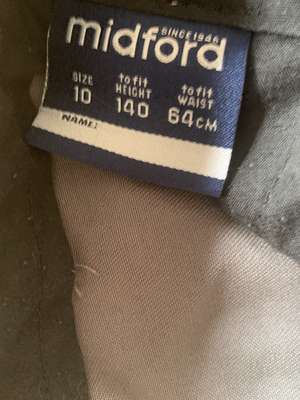 SINCE 1946
midford
SIZE to fit to fit
10 HEIGHT WAIST
140 64CM
NAME: